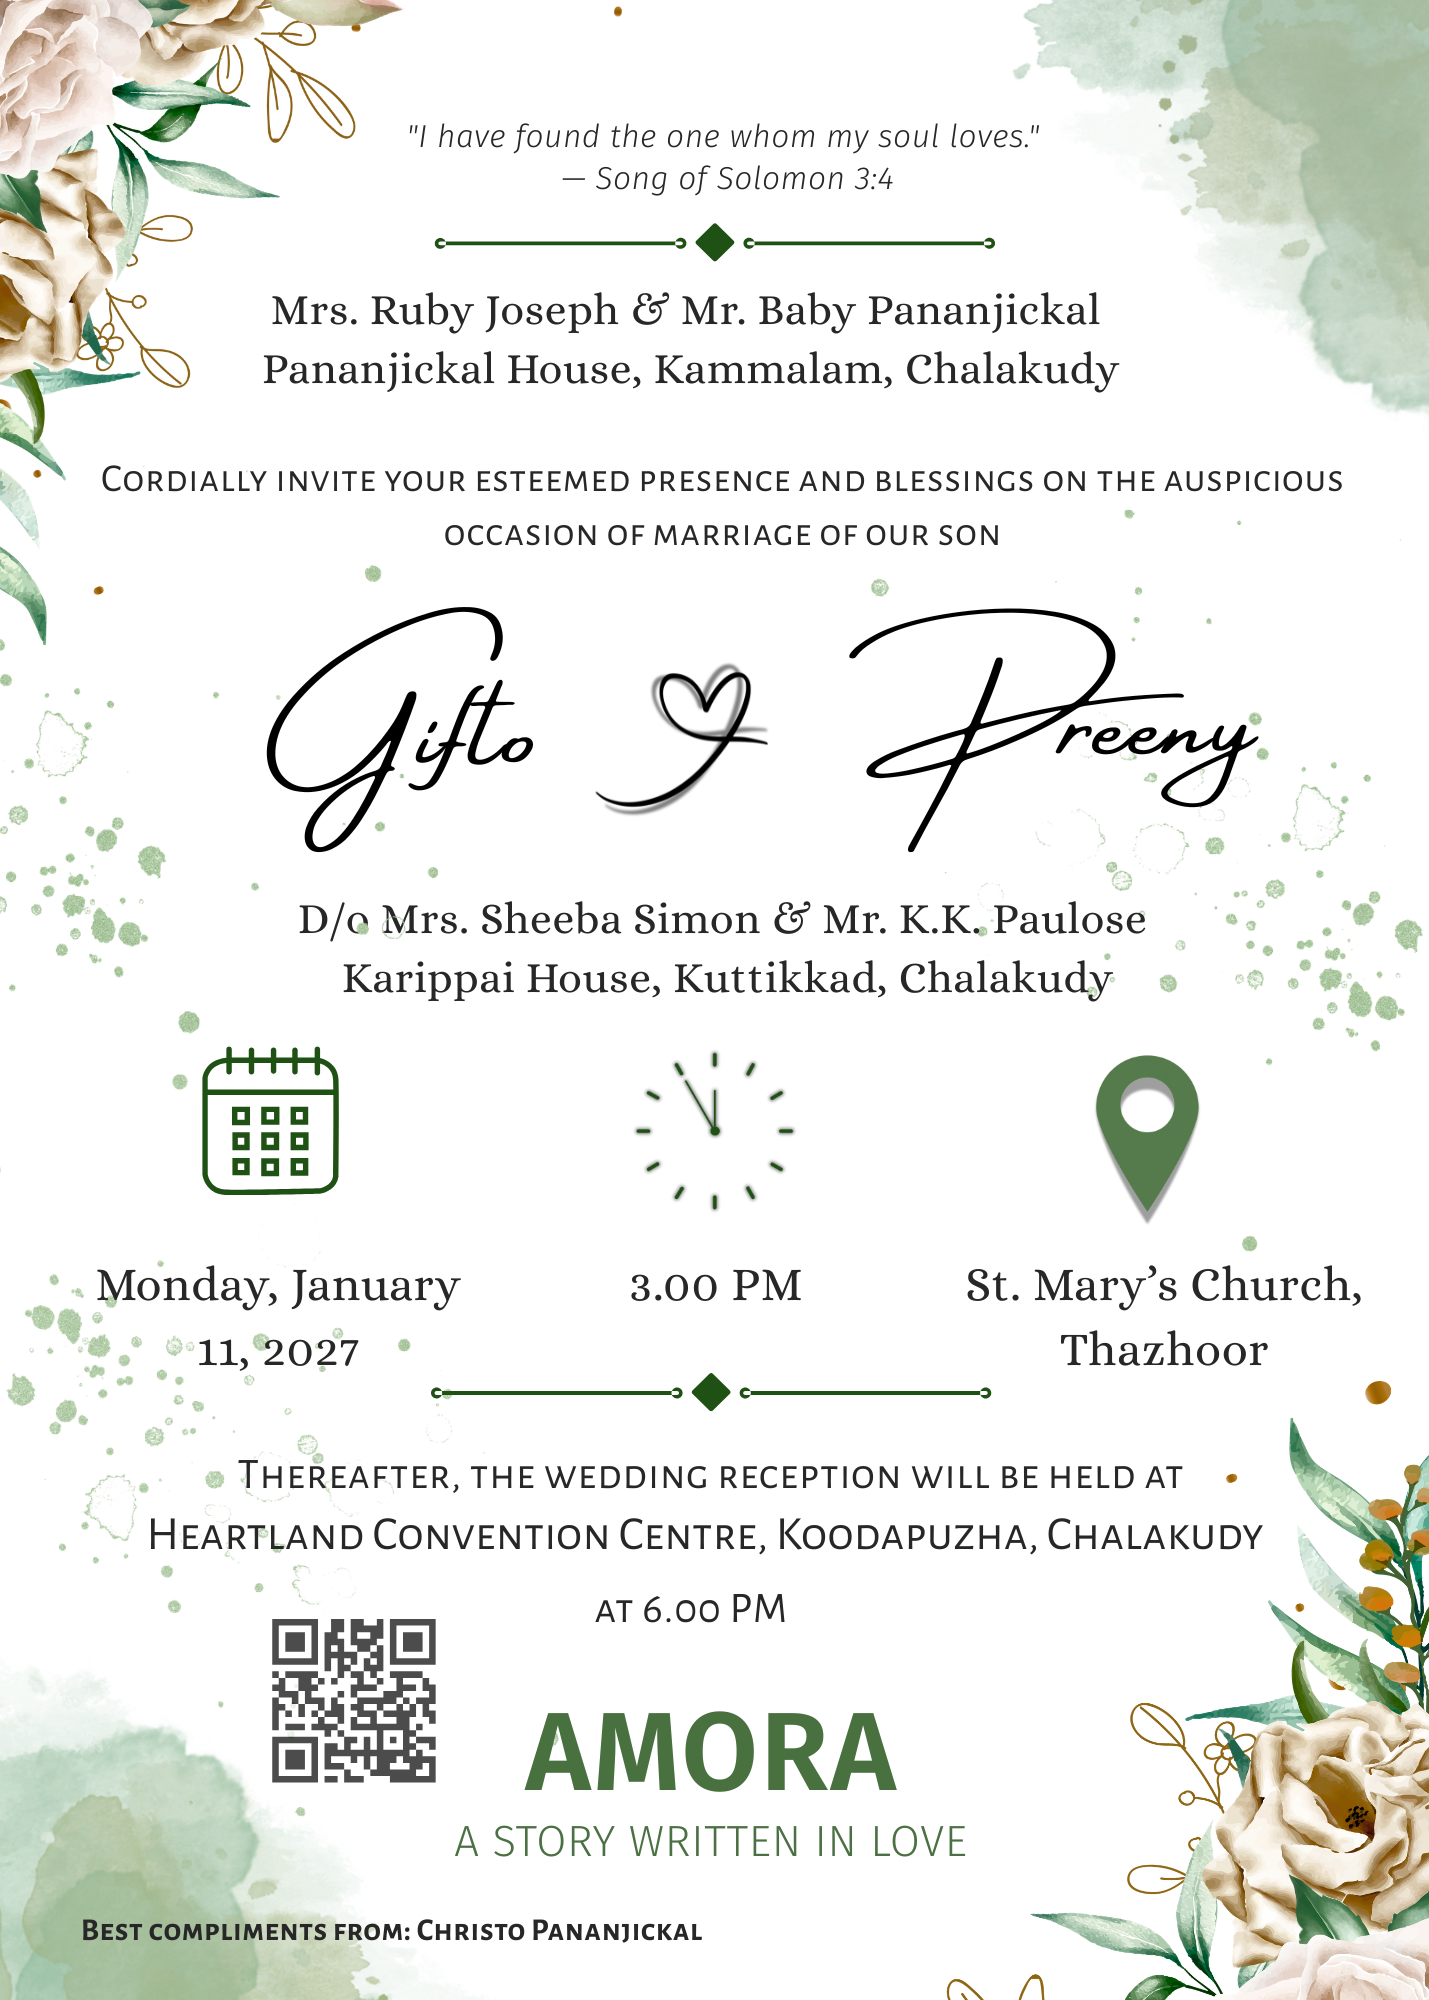 "I have found the one whom my soul loves."
— Song of Solomon 3:4
Mrs. Ruby Joseph & Mr. Baby Pananjickal
Pananjickal House, Kammalam, Chalakudy
Cordially invite your esteemed presence and blessings on the auspicious
occasion of marriage of our son
Gifto
Preeny
D/o Mrs. Sheeba Simon & Mr. K.K. Paulose
Karippai House, Kuttikkad, Chalakudy
Monday, January
11, 2027
3.00 PM
St. Mary’s Church,
Thazhoor
Thereafter, the wedding reception will be held at
Heartland Convention Centre, Koodapuzha, Chalakudy
at 6.00 PM
AMORA
A STORY WRITTEN IN LOVE
Best compliments from: Christo Pananjickal